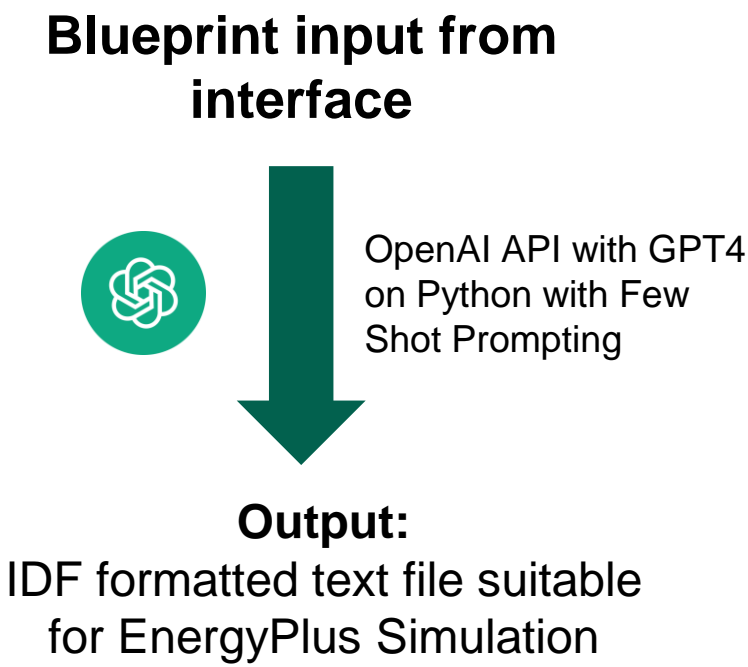 Blueprint input from
interface
OpenAI API with GPT4
on Python with Few
Shot Prompting
Output:
IDF formatted text file suitable
for EnergyPlus Simulation